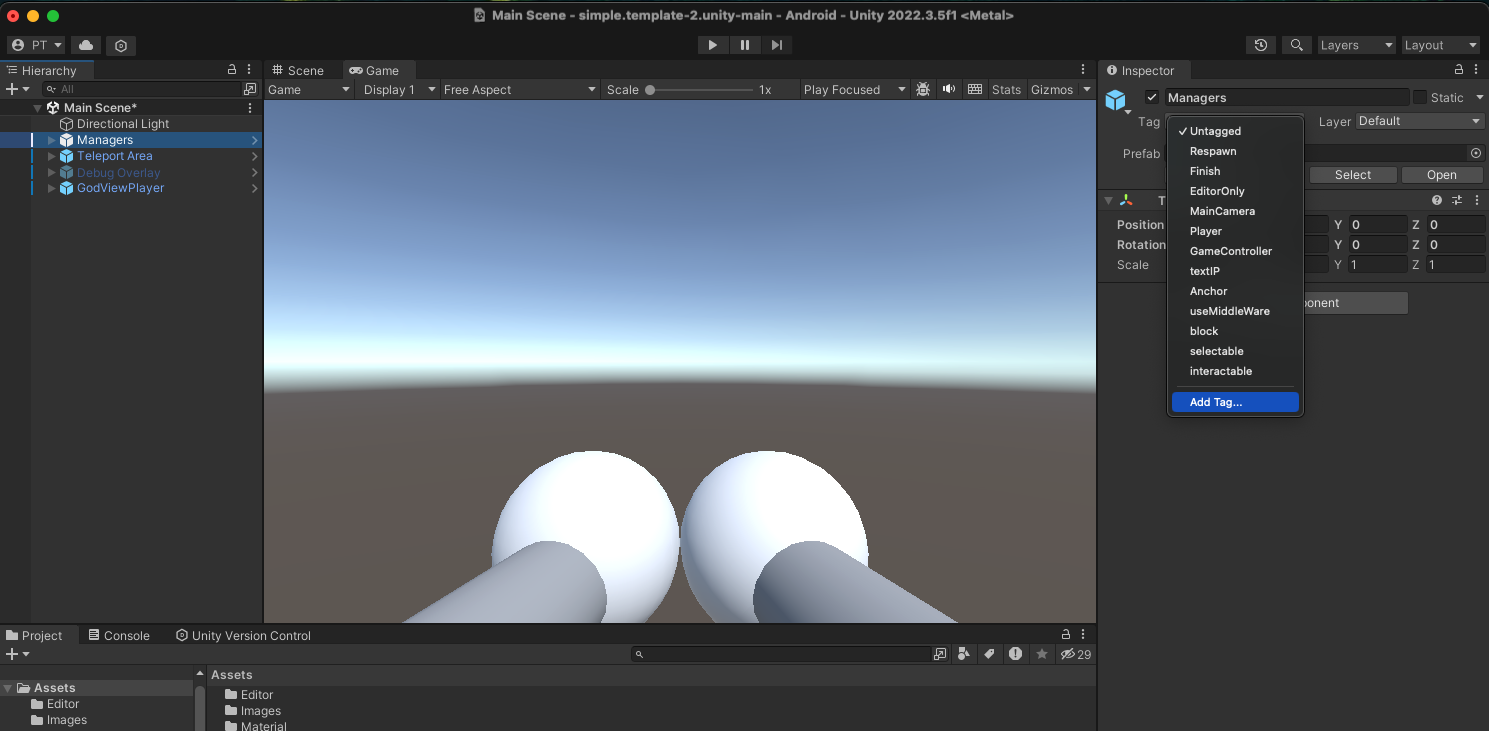 Main Scene - simple.template-2.unity-main - Android - Unity 2022.3.5f1 <Metal>
PT
Layers
Layout
Hierarchy
All
Main Scene*
Directional Light
Managers
Teleport Area
Debug Overlay
GodViewPlayer
Scene
Game
Game
Display 1
Free Aspect
Scale
1x
Play Focused
Stats
Gizmos
Inspector
Managers
Static
Tag
Layer
Default
Prefab
Select
Open
T
Position
Y
0
Z
0
Rotation
Y
0
Z
0
Scale
Y
1
Z
1
ponent
Untagged
Respawn
Finish
EditorOnly
MainCamera
Player
GameController
textIP
Anchor
useMiddleWare
block
selectable
interactable
Add Tag...
Project
Console
Unity Version Control
29
Assets
Editor
Images
Assets
Editor
Images
Material